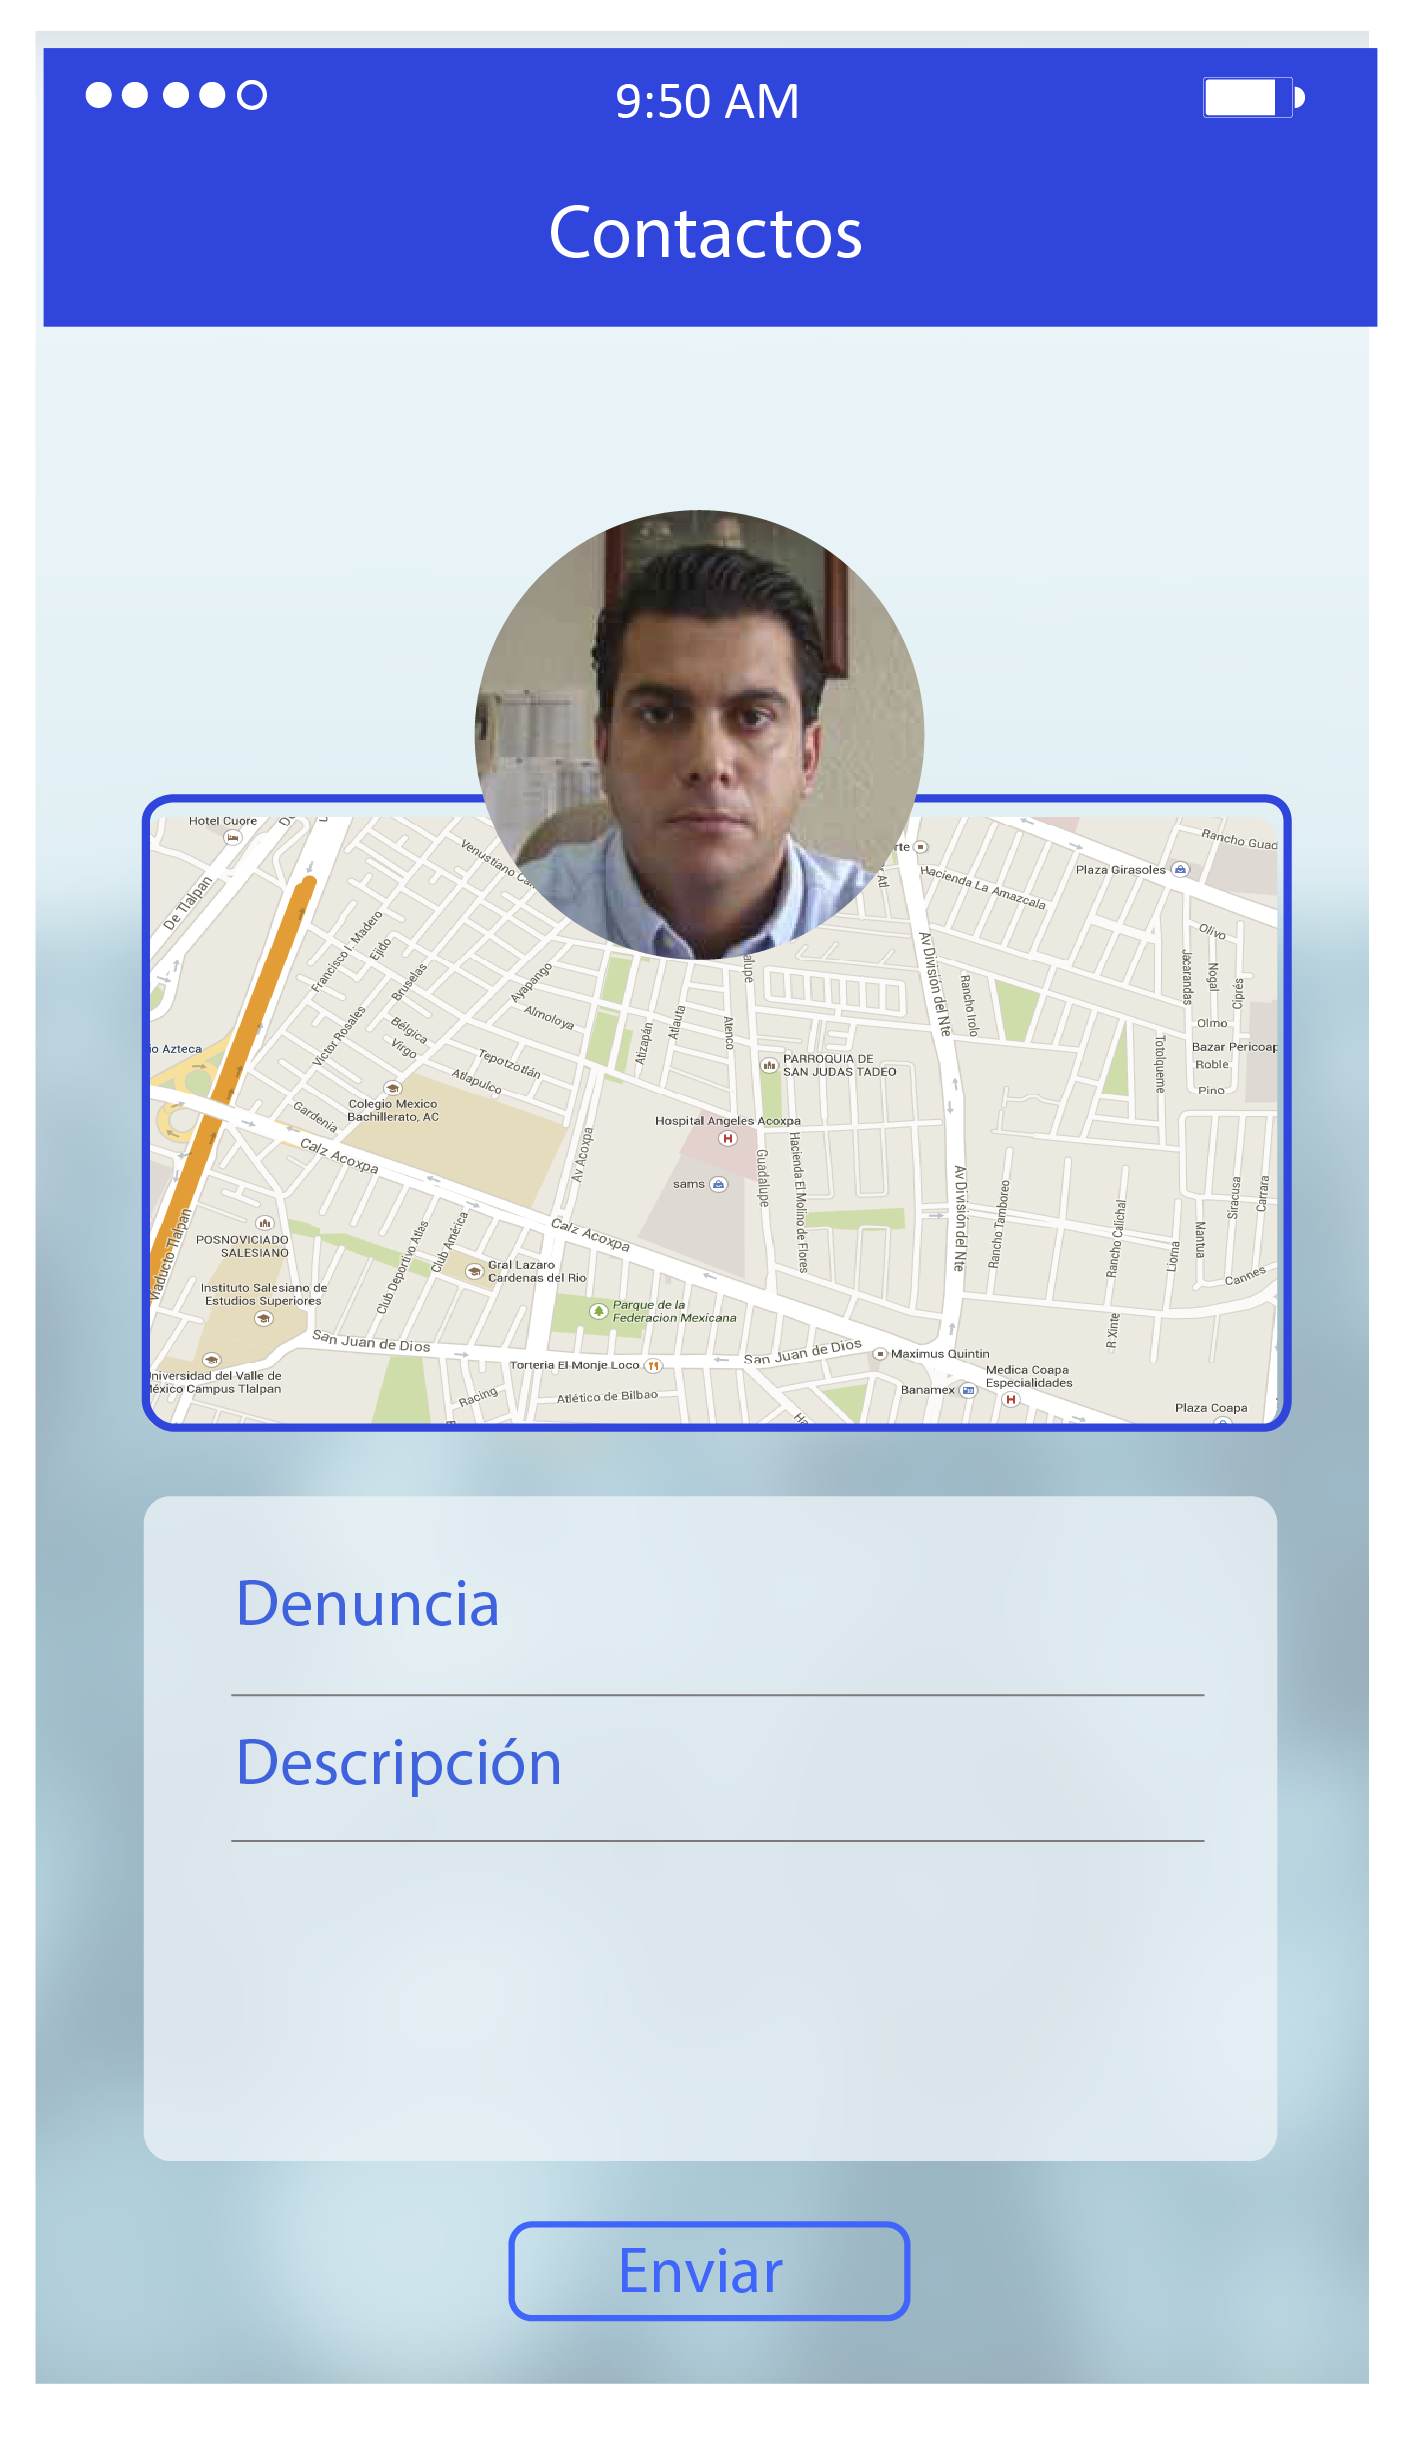 9:50 AM
Contactos
Hotel Cuore
De Tlalpan
Venustiano
Francisco I. Madero
Ejido
Bruselas
Victor Rosales
Bélgica
Virgo
Ayapango
Almoloya
Tepotzotlán
Atlapulco
Atizapán
Atlauta
Atenco
Hacienda La Amazcala
Plaza Girasoles
Rancho Guad
Olivo
Jacarandas
Nogal
Ciprés
Olmo
Bazar Pericoap
Roble
Pino
Totolqueme
Av División del Nte
Rancho Irolo
io Azteca
PARROQUIA DE
SAN JUDAS TADEO
Colegio Mexico
Bachillerato, AC
Gardenia
Calz Acoxpa
Hospital Angeles Acoxpa
Av Acoxpa
sams
Guadalupe
Hacienda El Molino de Flores
Av División del Nte
Rancho Tamboreo
Rancho Calichal
Liorna
Mantua
Siracusa
Carrara
Cannes
R Xinte
Viaducto Tlalpan
POSNOVICIADO
SALESIANO
Calz Acoxpa
Club Deportivo Atlas
Club América
Gral Lazaro
Cardenas del Rio
Instituto Salesiano de
Estudios Superiores
Parque de la
Federacion Mexicana
San Juan de Dios
San Juan de Dios
Maximus Quintin
Torteria El Monje Loco
Medica Coapa
Especialidades
Banamex
Universidad del Valle de
México Campus Tlalpan
Racing
Atlético de Bilbao
Plaza Coapa
Denuncia
Descripción
Enviar